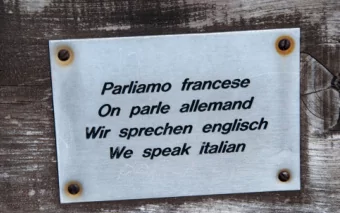 Parliamo francese
On parle allemand
Wir sprechen englisch
We speak italian